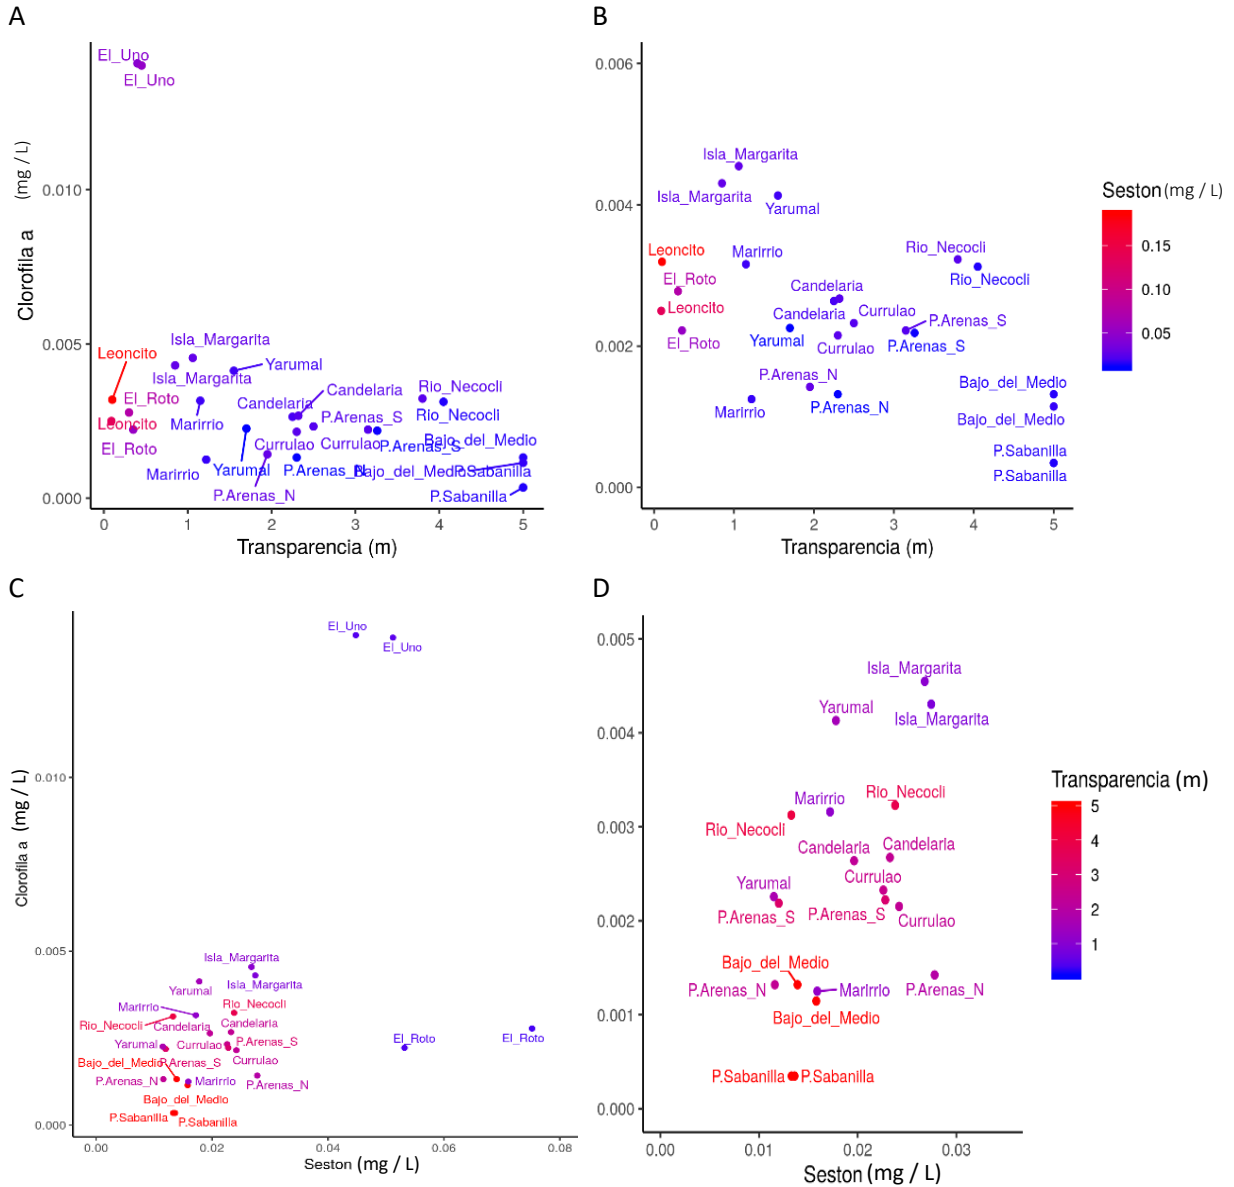 A
El_Uno
El_Uno
(mg / L)
Clorofila a
0.010
0.005
0.000
Leoncito
Isla_Margarita
Yarumal
Isla_Margarita
El_Roto
Candelaria
Rio_Necocli
Candelaria
Leoncito
Marirrio
P.Arenas_S
Rio_Necocli
El_Roto
Currulao
Currulao
P.Arenas_S
Bajo_del_Medio
Marirrio
Yarumal
P.Arenas_N
Bajo_del_Medio
P.Sabanilla
P.Arenas_N
P.Sabanilla
0
1
2
3
4
5
Transparencia (m)
B
0.006
0.004
0.002
0.000
Isla_Margarita
Isla_Margarita
Yarumal
Leoncito
Marirrio
Rio_Necocli
El_Roto
Candelaria
Rio_Necocli
Leoncito
Candelaria
Currulao
P.Arenas_S
El_Roto
Yarumal
Currulao
P.Arenas_S
P.Arenas_N
Bajo_del_Medio
Marirrio
P.Arenas_N
Bajo_del_Medio
P.Sabanilla
P.Sabanilla
0
1
2
3
4
5
Transparencia (m)
Seston (mg / L)
0.15
0.10
0.05
C
El_Uno
El_Uno
Clorofila a (mg / L)
0.010
0.005
0.000
Isla_Margarita
Yarumal
Isla_Margarita
Marirrio
Rio_Necocli
Rio_Necocli
Candelaria
Candelaria
Yarumal
Currulao
P.Arenas_S
El_Roto
El_Roto
Bajo_del_Medio
P.Arenas_S
Currulao
P.Arenas_N
Marirrio
P.Arenas_N
Bajo_del_Medio
P.Sabanilla
P.Sabanilla
0.00
0.02
0.04
0.06
0.08
Seston (mg / L)
D
0.005
0.004
0.003
0.002
0.001
0.000
Isla_Margarita
Yarumal
Isla_Margarita
Marirrio
Rio_Necocli
Rio_Necocli
Candelaria
Candelaria
Yarumal
Currulao
P.Arenas_S
P.Arenas_S
Currulao
Bajo_del_Medio
P.Arenas_N
Marirrio
P.Arenas_N
Bajo_del_Medio
P.Sabanilla
P.Sabanilla
0.00
0.01
0.02
0.03
Seston (mg / L)
Transparencia (m)
5
4
3
2
1